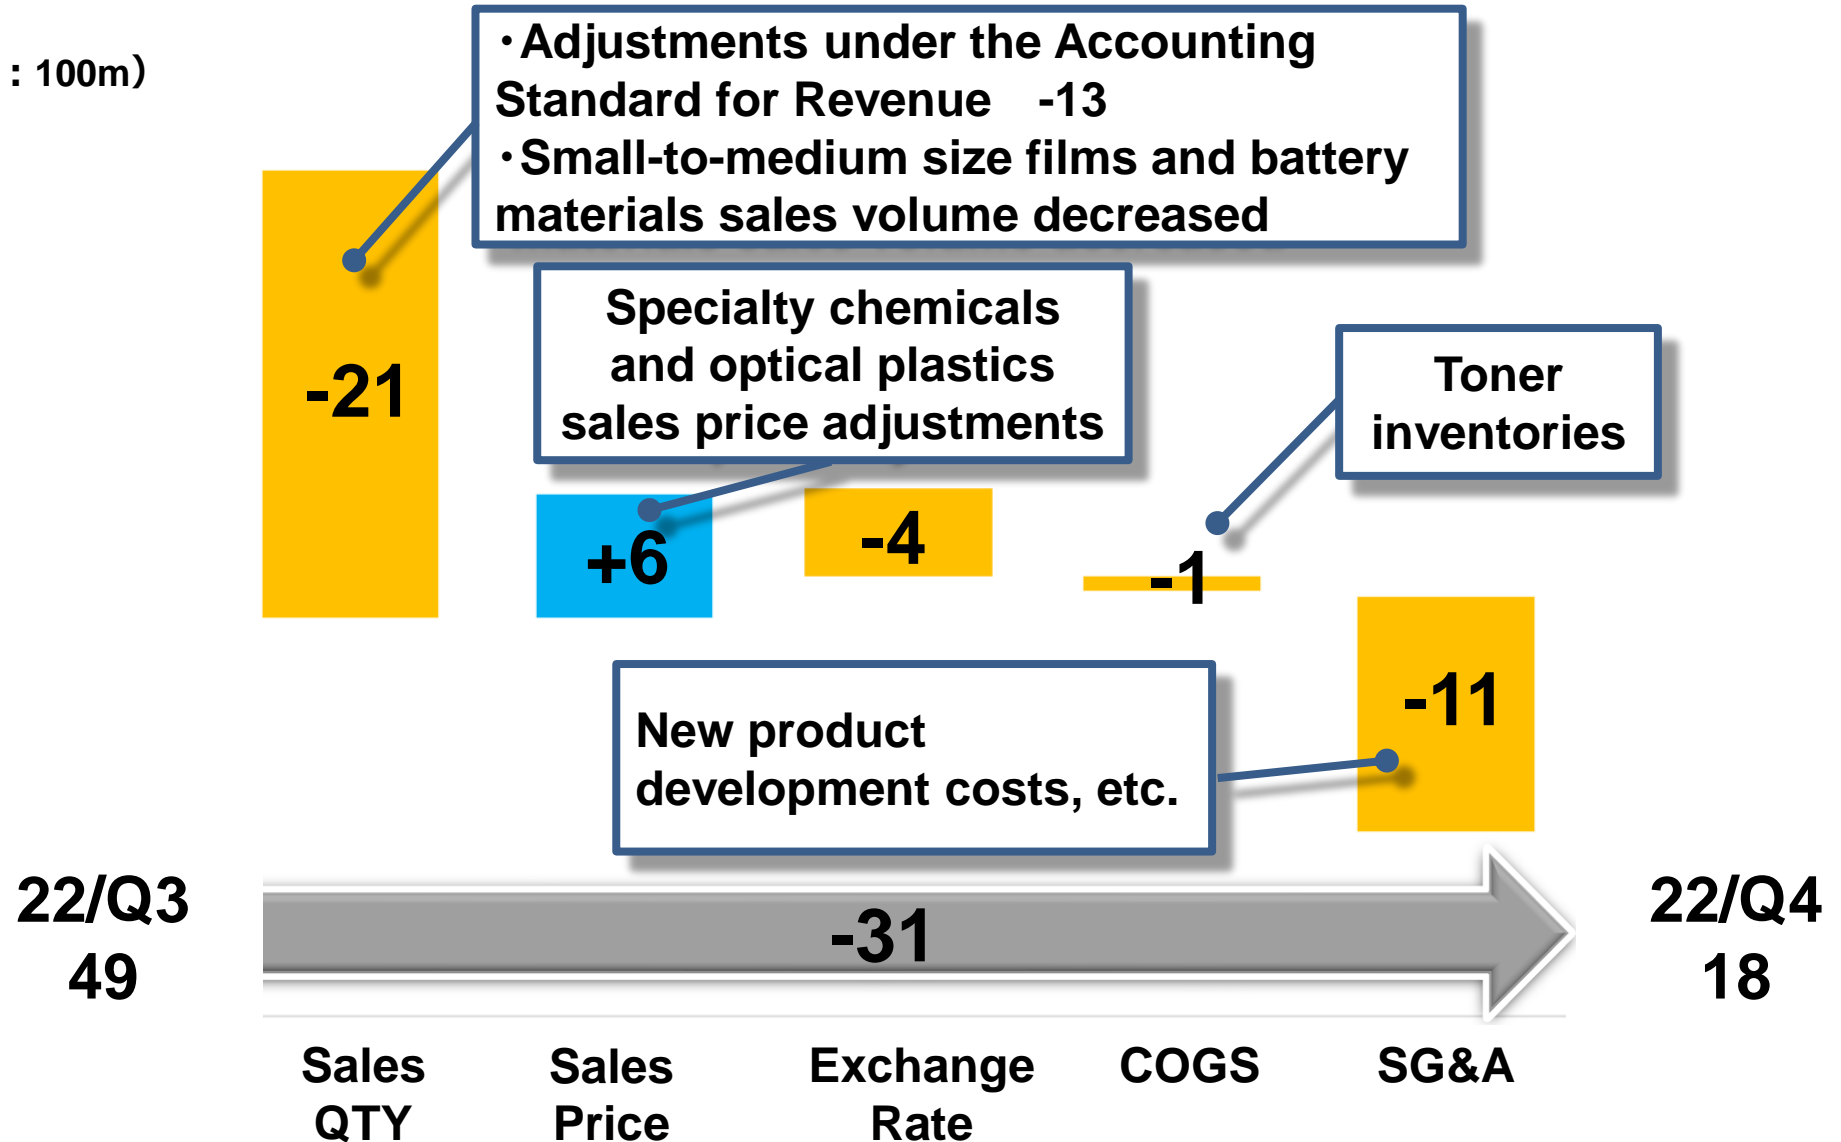 : 100m)
・Adjustments under the Accounting
Standard for Revenue -13
・Small-to-medium size films and battery
materials sales volume decreased
Specialty chemicals
and optical plastics
sales price adjustments
Toner
inventories
-21
+6
-4
-1
-11
New product
development costs, etc.
22/Q3
49
-31
22/Q4
18
Sales
QTY
Sales
Price
Exchange
Rate
COGS
SG&A